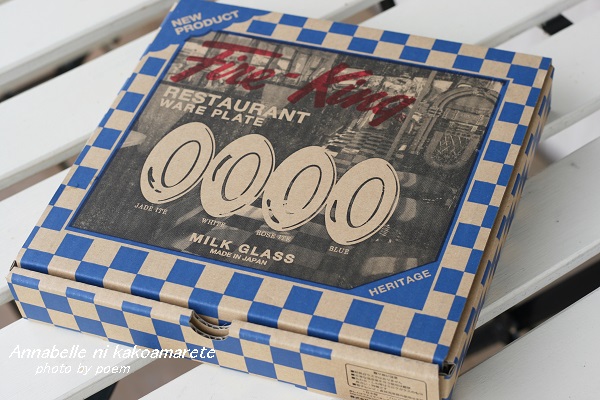 NEW
PRODUCT
Fire-King
RESTAURANT
WARE PLATE
JADE ITE
WHITE
ROSE ITE
BLUE
MILK GLASS
MADE IN JAPAN
HERITAGE
Annabelle ni kakoamarete
photo by poem